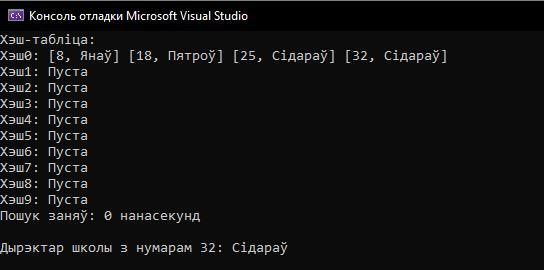 Консоль отладки Microsoft Visual Studio
Хэш-табліца:
Хэш0: [8, Янаў] [18, Пятроў] [25, Сідараў] [32, Сідараў]
Хэш1: Пуста
Хэш2: Пуста
Хэш3: Пуста
Хэш4: Пуста
Хэш5: Пуста
Хэш6: Пуста
Хэш7: Пуста
Хэш8: Пуста
Хэш9: Пуста
Пошук заняў: 0 нанасекунд
Дырэктар школы з нумарам 32: Сідараў